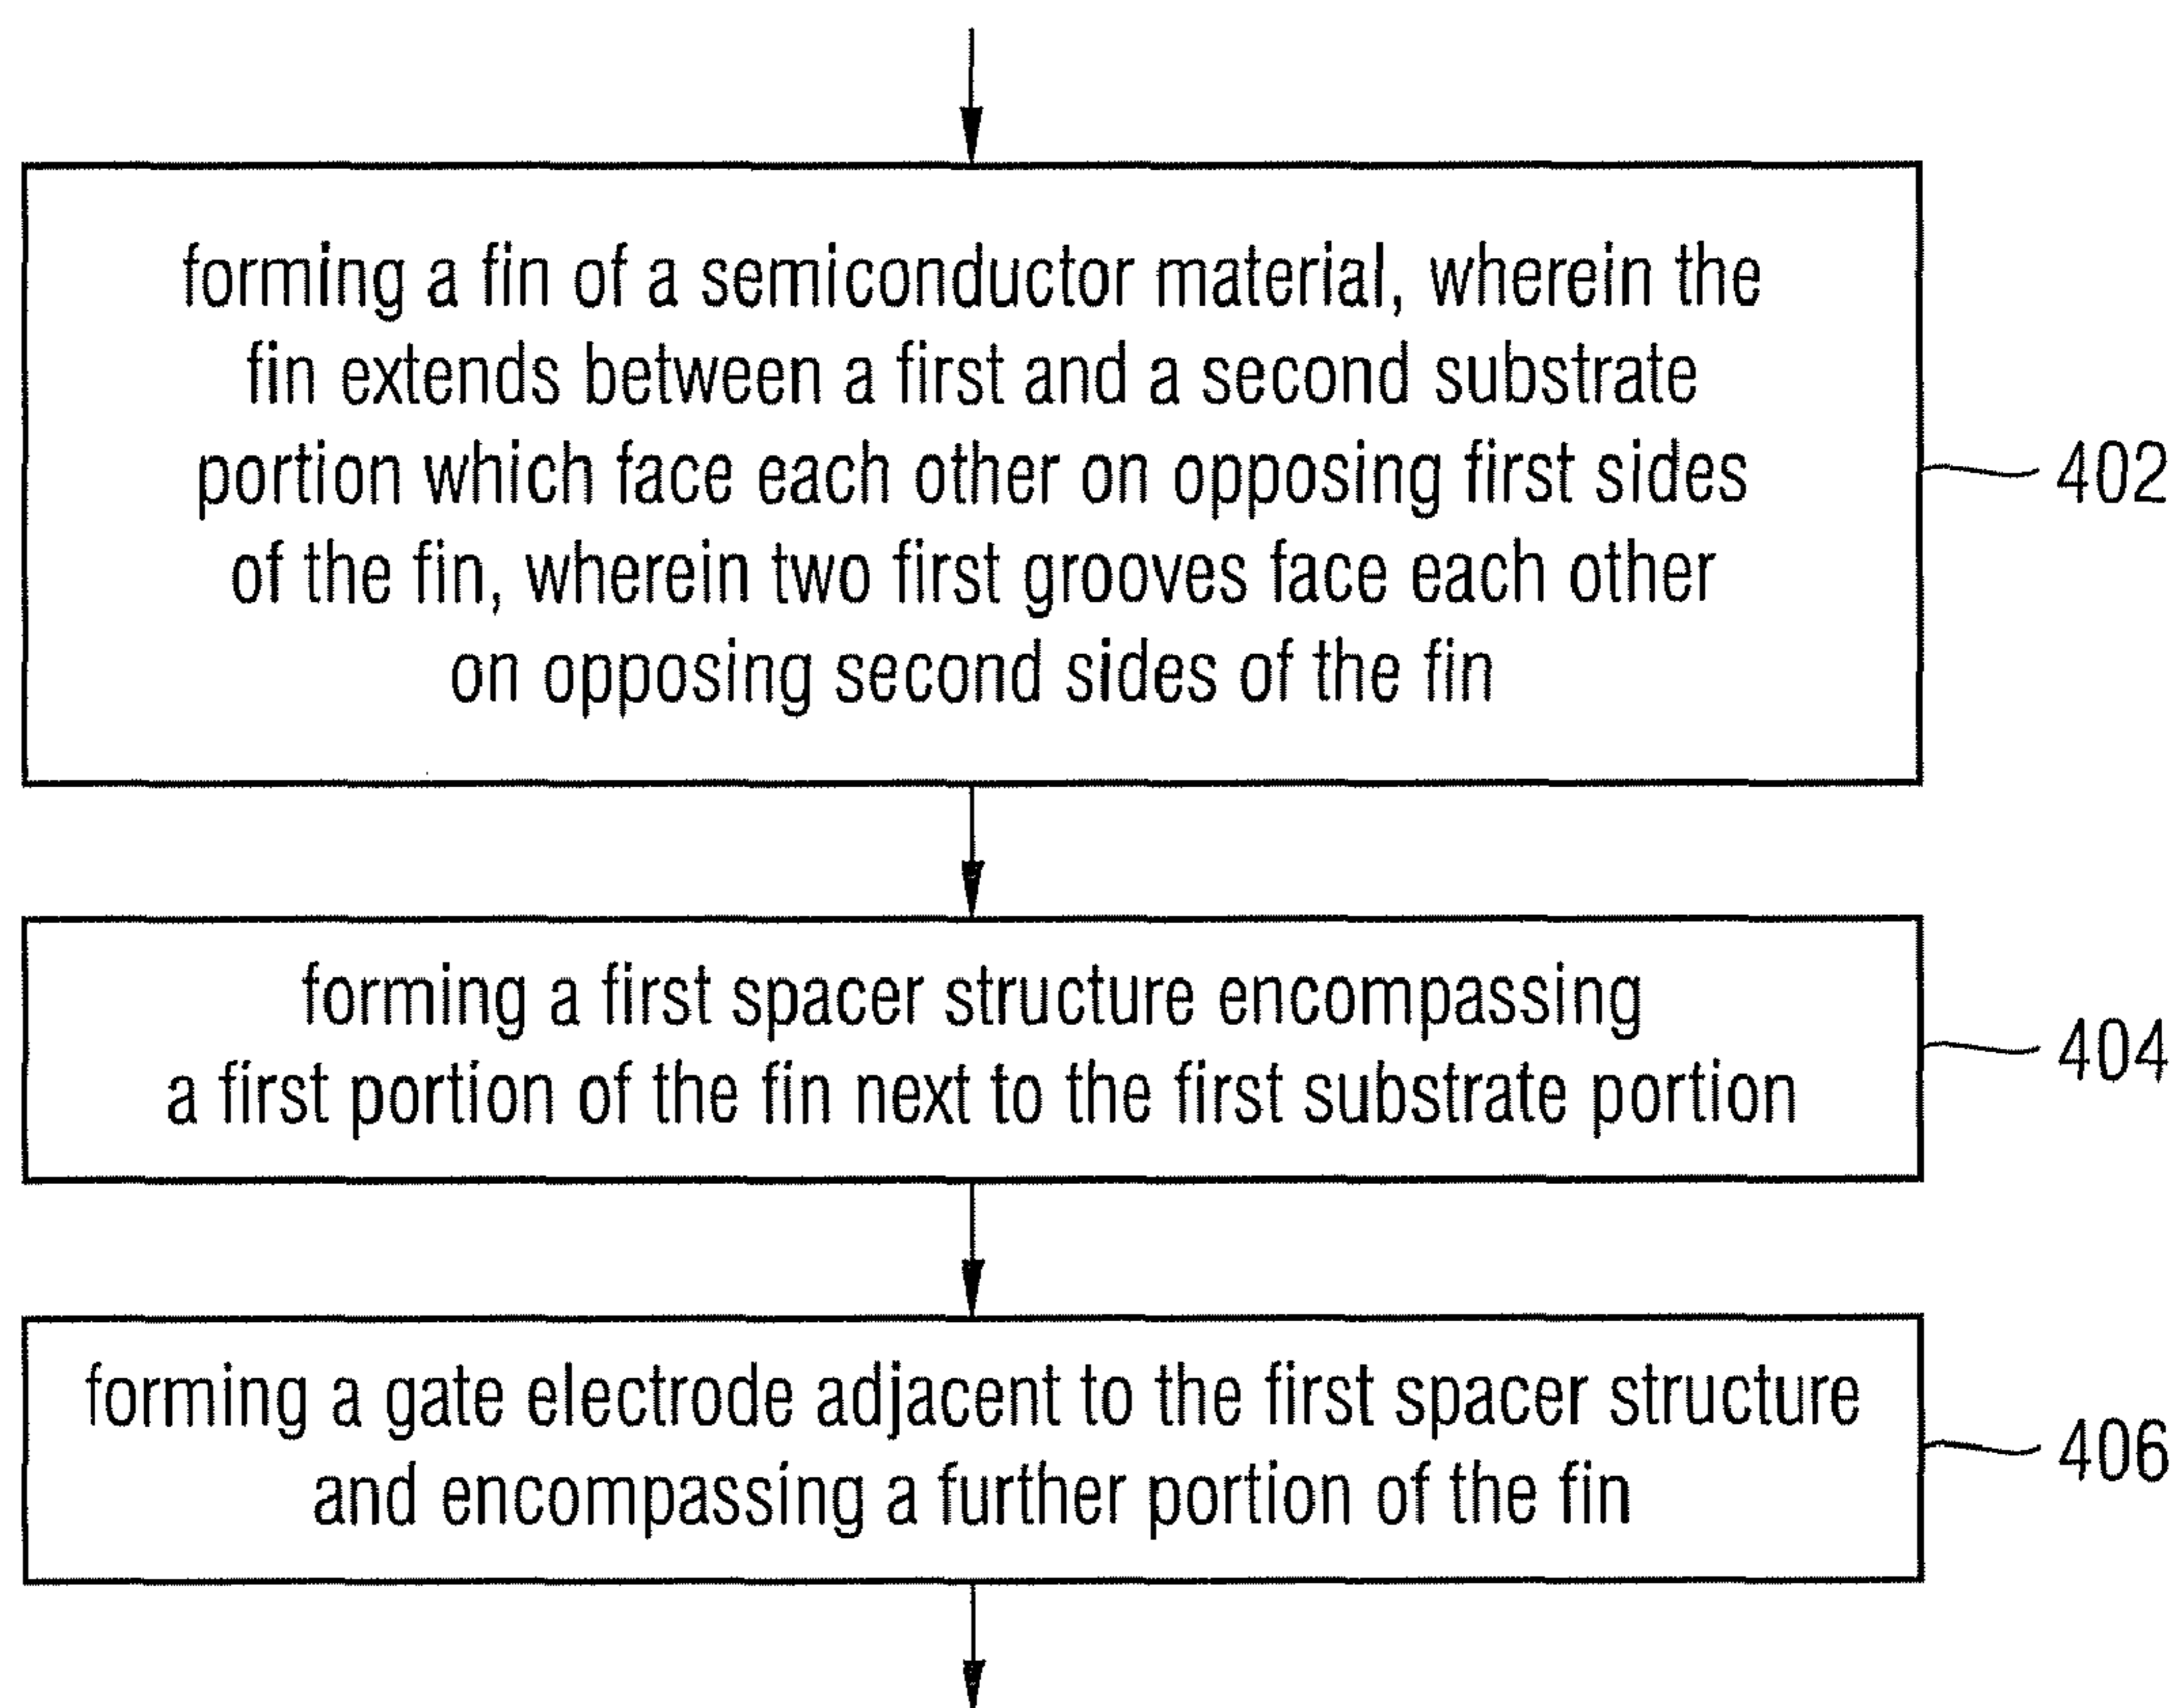 forming a fin of a semiconductor material, wherein the
fin extends between a first and a second substrate
portion which face each other on opposing first sides
of the fin, wherein two first grooves face each other
on opposing second sides of the fin
402
forming a first spacer structure encompassing
a first portion of the fin next to the first substrate portion
404
forming a gate electrode adjacent to the first spacer structure
and encompassing a further portion of the fin
406